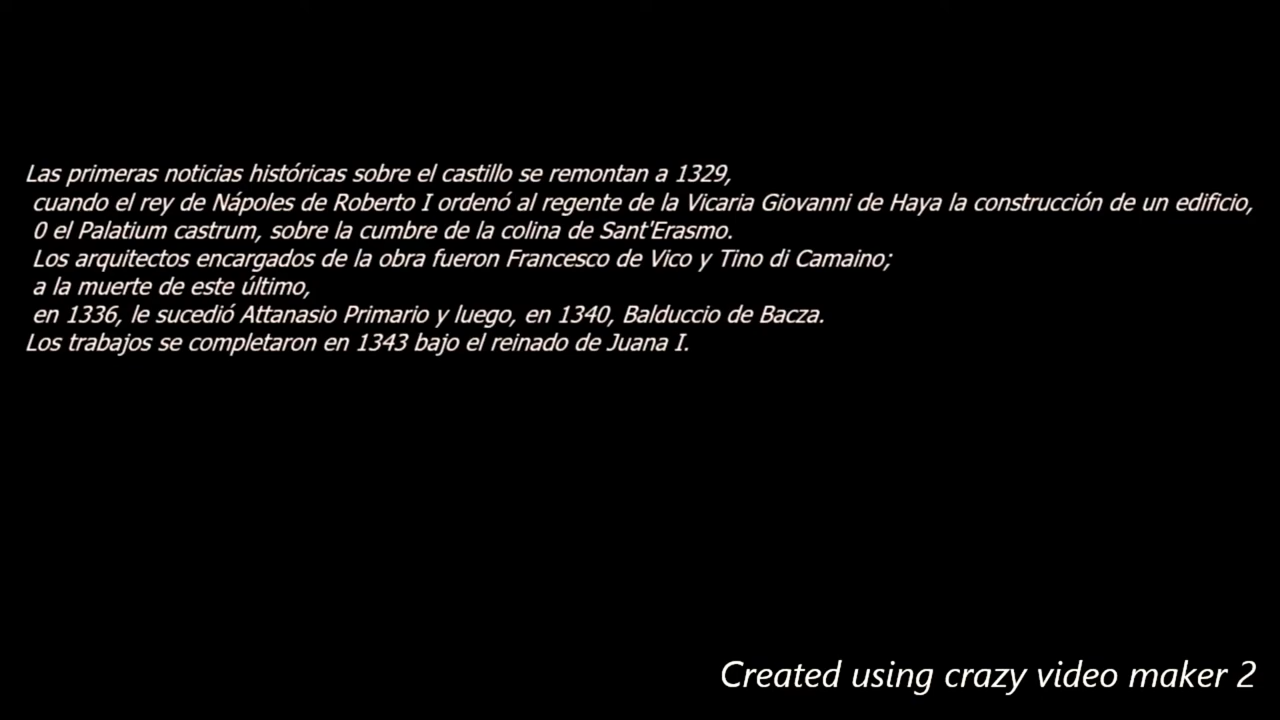 Las primeras noticias históricas sobre el castillo se remontan a 1329,
cuando el rey de Nápoles de Roberto I ordenó al regente de la Vicaria Giovanni de Haya la construcción de un edificio,
0 el Palatium castrum, sobre la cumbre de la colina de Sant'Erasmo.
Los arquitectos encargados de la obra fueron Francesco de Vico y Tino di Camaino;
a la muerte de este último,
en 1336, le sucedió Attanasio Primario y luego, en 1340, Balduccio de Bacza.
Los trabajos se completaron en 1343 bajo el reinado de Juana I.
Created using crazy video maker 2